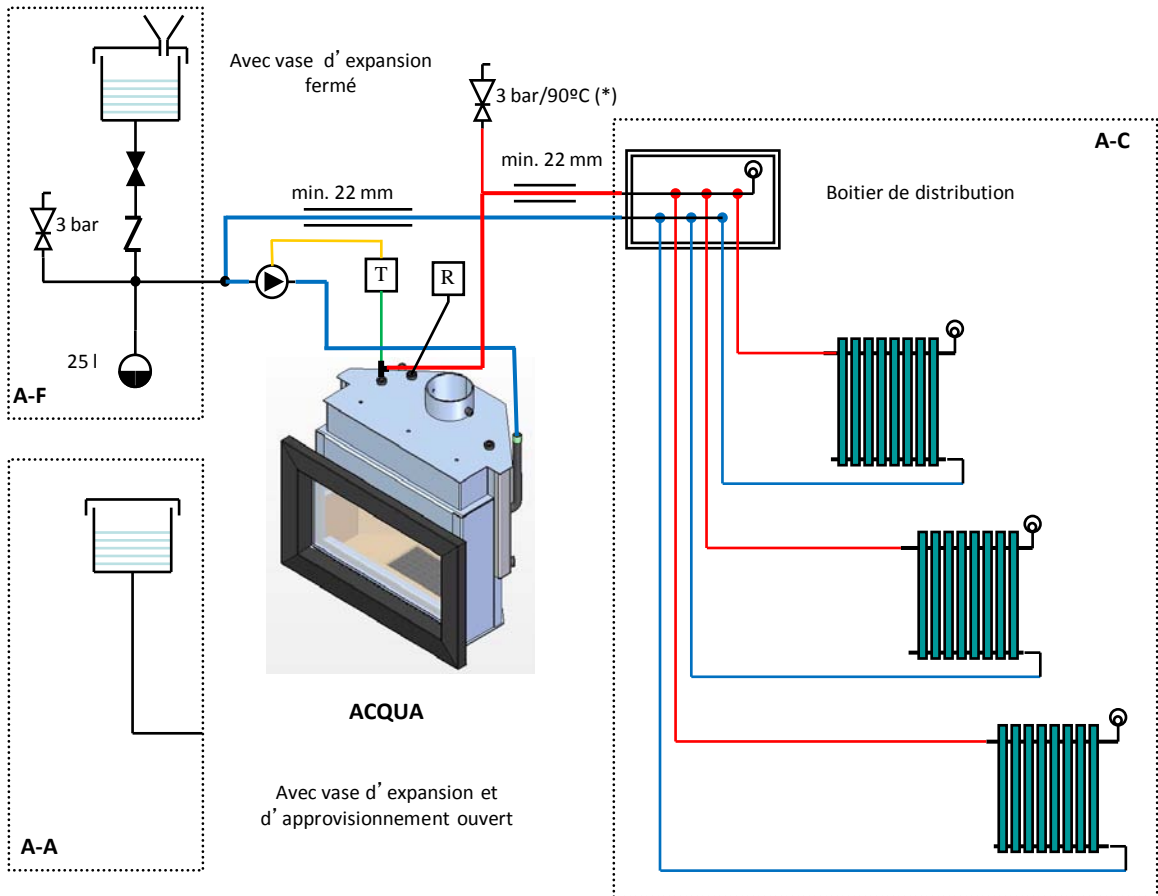 Avec vase d'expansion
fermé
3 bar/90ºC (*)
A-C
min. 22 mm
min. 22 mm
Boitier de distribution
3 bar
T
R
25 l
A-F
ACQUA
Avec vase d'expansion et
d'approvisionnement ouvert
A-A